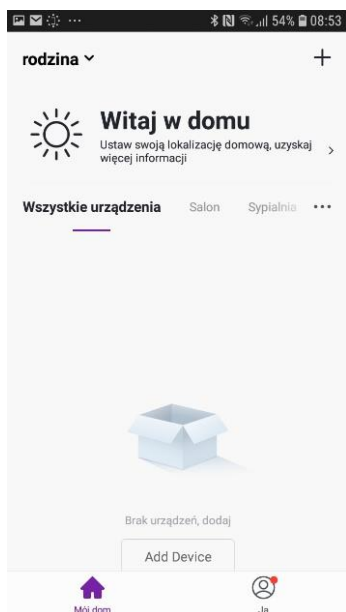 54% 08:53
rodzina
Witaj w domu
Ustaw swoją lokalizację domową, uzyskaj
więcej informacji
Wszystkie urządzenia Salon Sypialnia
Brak urządzeń, dodaj
Add Device
Mój dom Ja